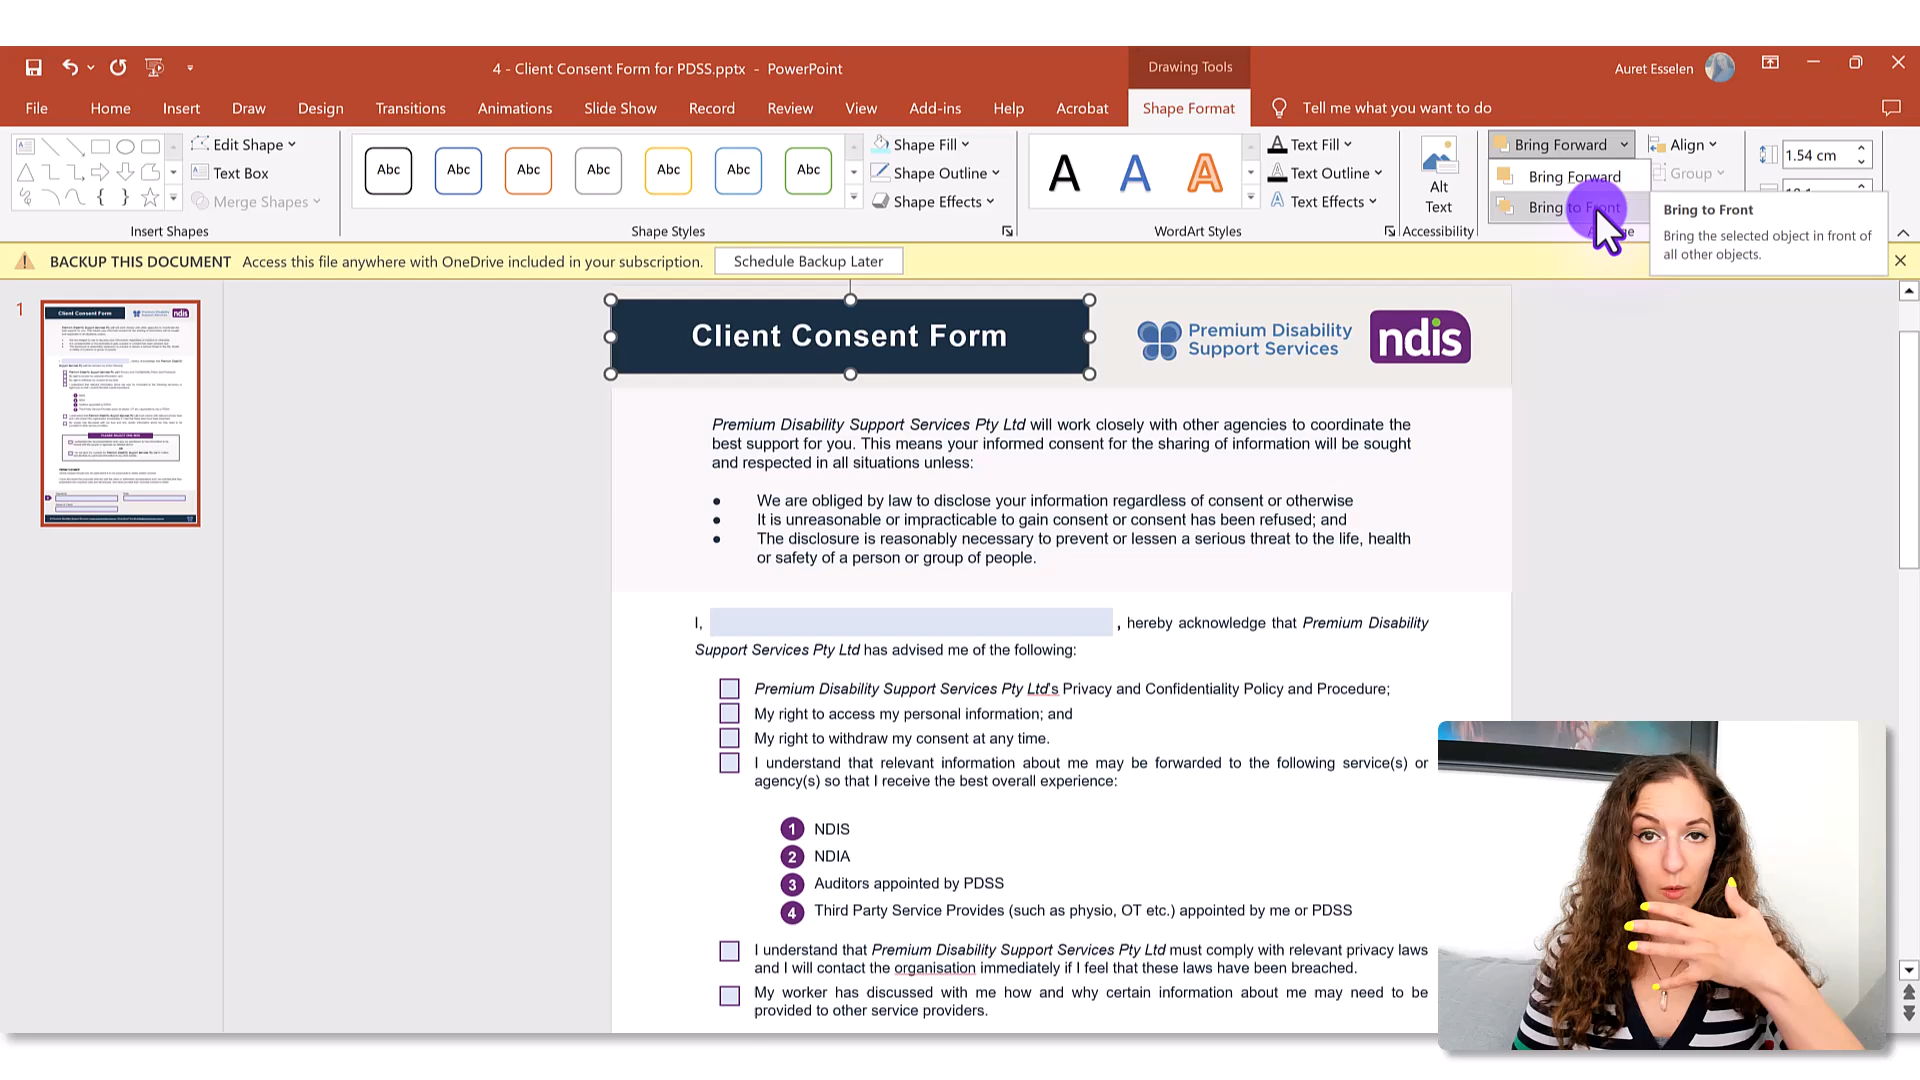 4 - Client Consent Form for PDSS.pptx - PowerPoint
Drawing Tools
Auret Esselen
File Home Insert Draw Design Transitions Animations Slide Show Record Review View Add-ins Help Acrobat Shape Format Tell me what you want to do
Edit Shape
Text Box
Merge Shapes
Insert Shapes
Abc Abc Abc Abc Abc Abc Abc
Shape Fill
Shape Outline
Shape Effects
Shape Styles
A A A
Text Fill
Text Outline
Text Effects
WordArt Styles
Alt
Text
Accessibility
Bring Forward
Bring Forward
Bring to Front
Align
Group
1.54 cm
Bring to Front
Bring the selected object in front of
all other objects.
BACKUP THIS DOCUMENT Access this file anywhere with OneDrive included in your subscription. Schedule Backup Later
1
Client Consent Form
Premium Disability
Support Services
ndis
Premium Disability Support Services Pty Ltd will work closely with other agencies to coordinate the
best support for you. This means your informed consent for the sharing of information will be sought
and respected in all situations unless:
• We are obliged by law to disclose your information regardless of consent or otherwise
• It is unreasonable or impracticable to gain consent or consent has been refused; and
• The disclosure is reasonably necessary to prevent or lessen a serious threat to the life, health
or safety of a person or group of people.
I, , hereby acknowledge that Premium Disability
Support Services Pty Ltd has advised me of the following:
Premium Disability Support Services Pty Ltd's Privacy and Confidentiality Policy and Procedure;
My right to access my personal information; and
My right to withdraw my consent at any time.
I understand that relevant information about me may be forwarded to the following service(s) or
agency(s) so that I receive the best overall experience:
1 NDIS
2 NDIA
3 Auditors appointed by PDSS
4 Third Party Service Provides (such as physio, OT etc.) appointed by me or PDSS
I understand that Premium Disability Support Services Pty Ltd must comply with relevant privacy laws
and I will contact the organisation immediately if I feel that these laws have been breached.
My worker has discussed with me how and why certain information about me may need to be
provided to other service providers.